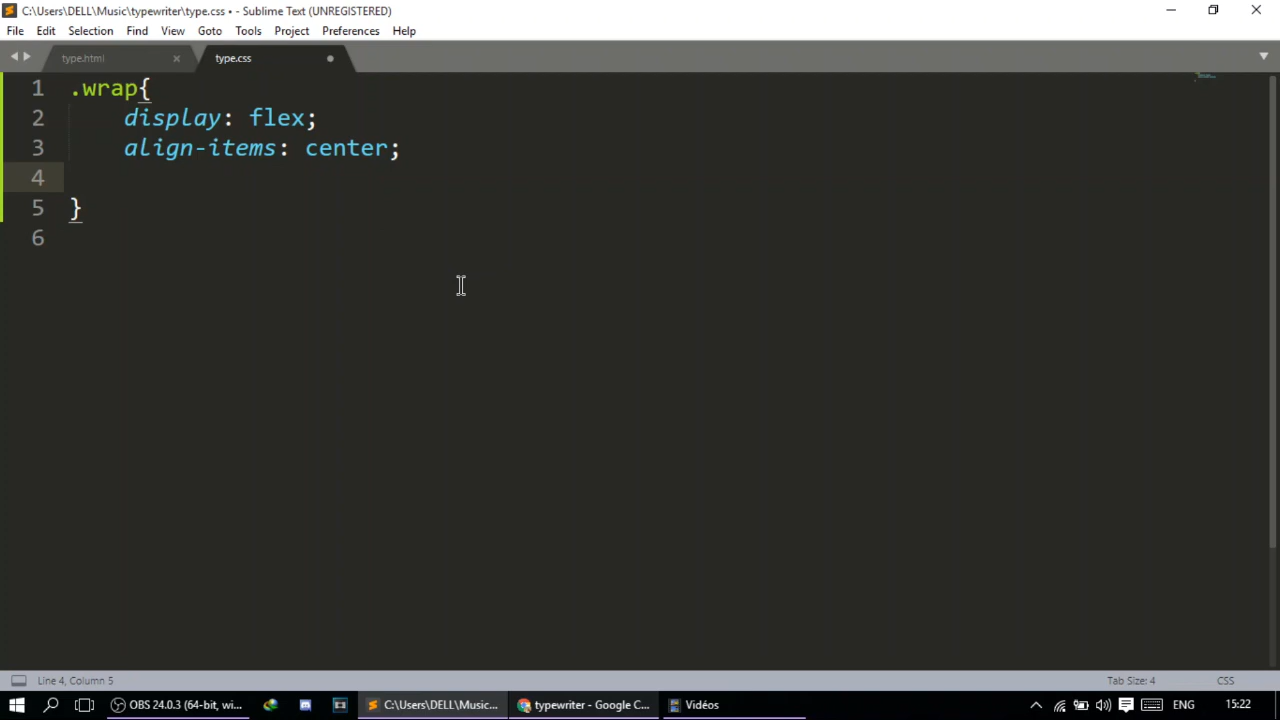 C:\Users\DELL\Music\typewriter\type.css • - Sublime Text (UNREGISTERED)
File Edit Selection Find View Goto Tools Project Preferences Help
type.html × type.css
1 .wrap{
2 display: flex;
3 align-items: center;
4
5 }
6
Line 4, Column 5 Tab Size: 4 CSS
OBS 24.0.3 (64-bit, wi... C:\Users\DELL\Music... typewriter - Google C... Vidéos ENG 15:22